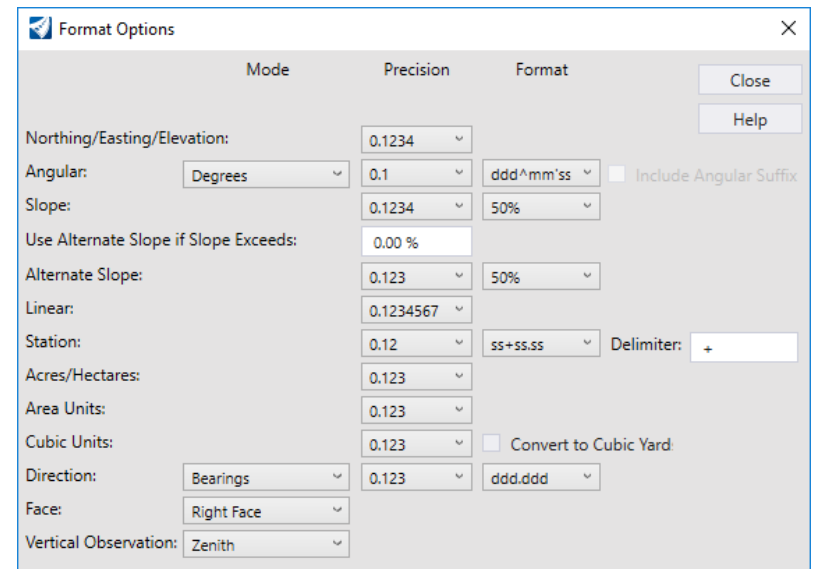 Format Options
Mode Precision Format
Close
Help
Northing/Easting/Elevation: 0.1234
Angular: Degrees 0.1 ddd^mm'ss Include Angular Suffix
Slope: 0.1234 50%
Use Alternate Slope if Slope Exceeds: 0.00 %
Alternate Slope: 0.123 50%
Linear: 0.1234567
Station: 0.12 ss+ss.ss Delimiter: +
Acres/Hectares: 0.123
Area Units: 0.123
Cubic Units: 0.123 Convert to Cubic Yard
Direction: Bearings 0.123 ddd.ddd
Face: Right Face
Vertical Observation: Zenith